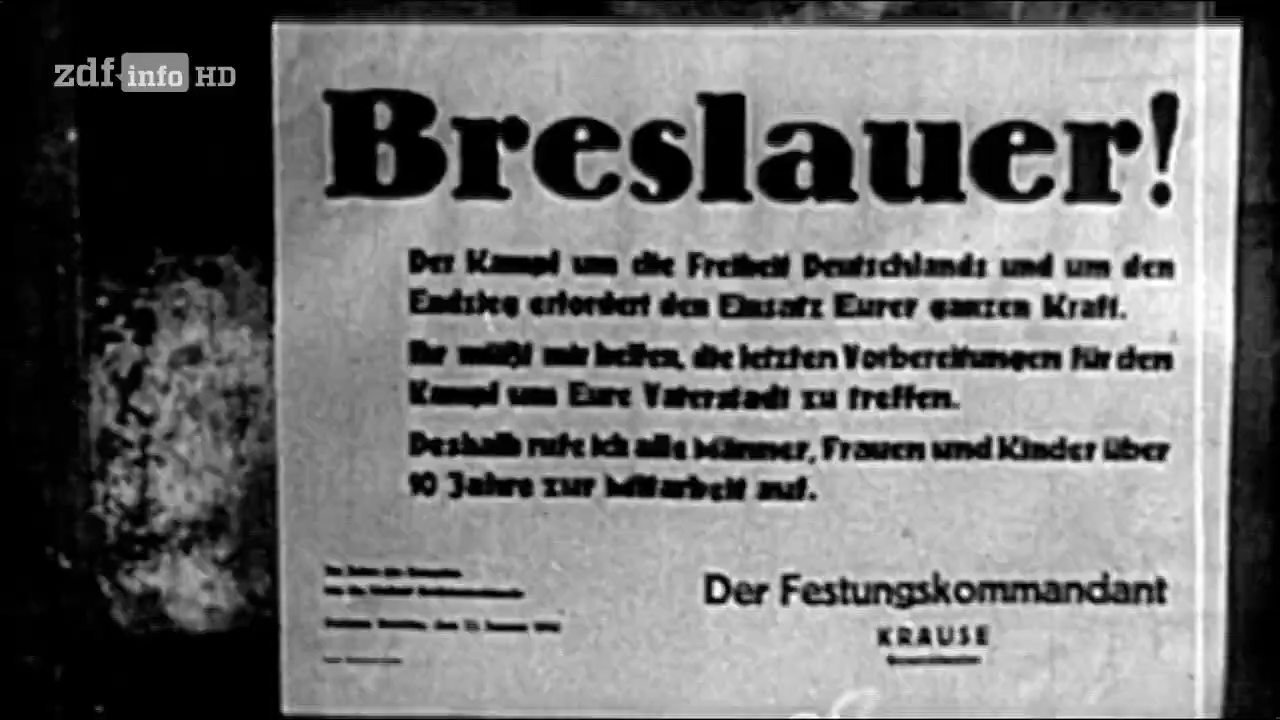 zdf info HD
Breslauer!
Der Kampf um die Freiheit Deutschlands und um den
Endsieg erfordert den Einsatz Eurer ganzen Kraft.
Ihr müßt mir helfen, die letzten Vorbereitungen für den
Kampf um Eure Vaterstadt zu treffen.
Deshalb rufe ich alle Männer, Frauen und Kinder über
10 Jahre zur Mitarbeit auf.
Der Festungskommandant
KRAUSE